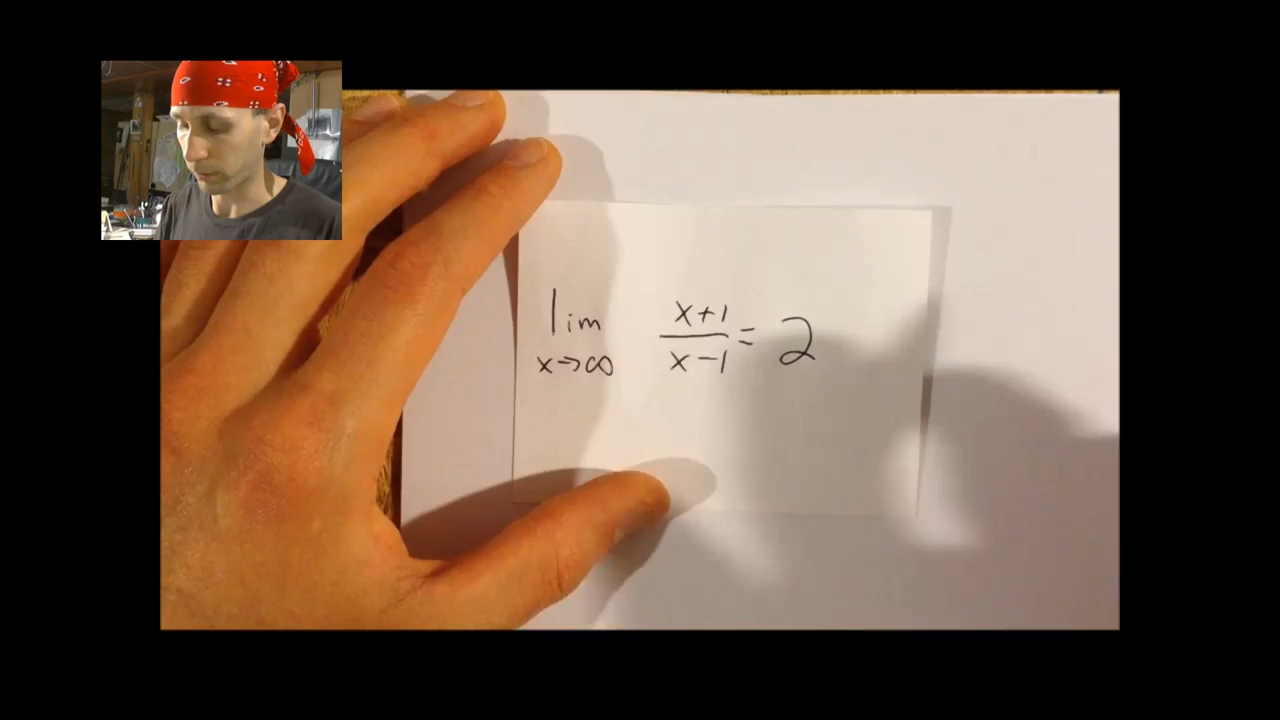 lim x+1/x-1 = 2
x→∞